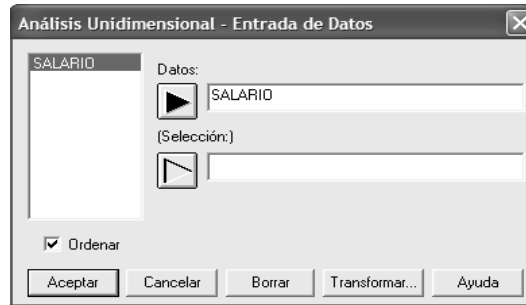 Análisis Unidimensional - Entrada de Datos
SALARIO
Datos:
SALARIO
(Selección:)
Ordenar
Aceptar
Cancelar
Borrar
Transformar...
Ayuda